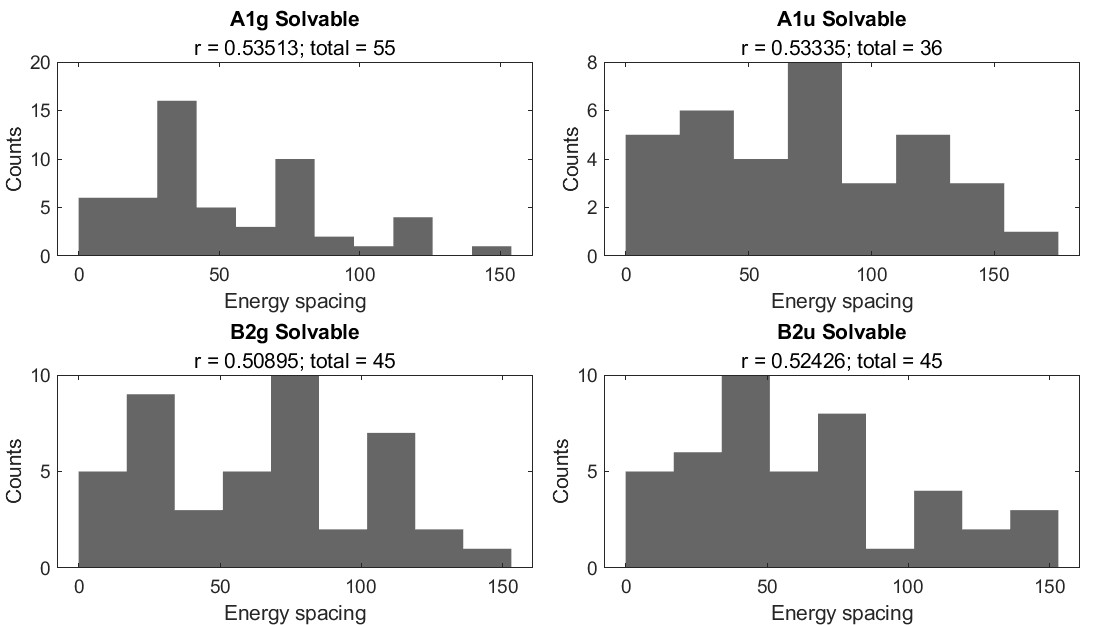 A1g Solvable
r = 0.53513; total = 55
20
15
10
5
0
Counts
0 50 100 150
Energy spacing
A1u Solvable
r = 0.53335; total = 36
8
6
4
2
0
Counts
0 50 100 150
Energy spacing
B2g Solvable
r = 0.50895; total = 45
10
5
0
Counts
0 50 100 150
Energy spacing
B2u Solvable
r = 0.52426; total = 45
10
5
0
Counts
0 50 100 150
Energy spacing